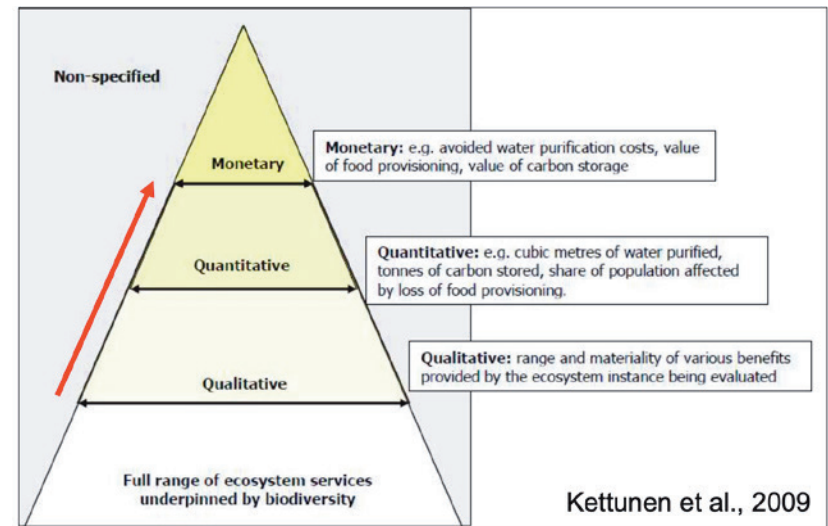 Non-specified
Monetary
Monetary: e.g. avoided water purification costs, value
of food provisioning, value of carbon storage
Quantitative
Quantitative: e.g. cubic metres of water purified,
tonnes of carbon stored, share of population affected
by loss of food provisioning.
Qualitative
Qualitative: range and materiality of various benefits
provided by the ecosystem instance being evaluated
Full range of ecosystem services
underpinned by biodiversity
Kettunen et al., 2009